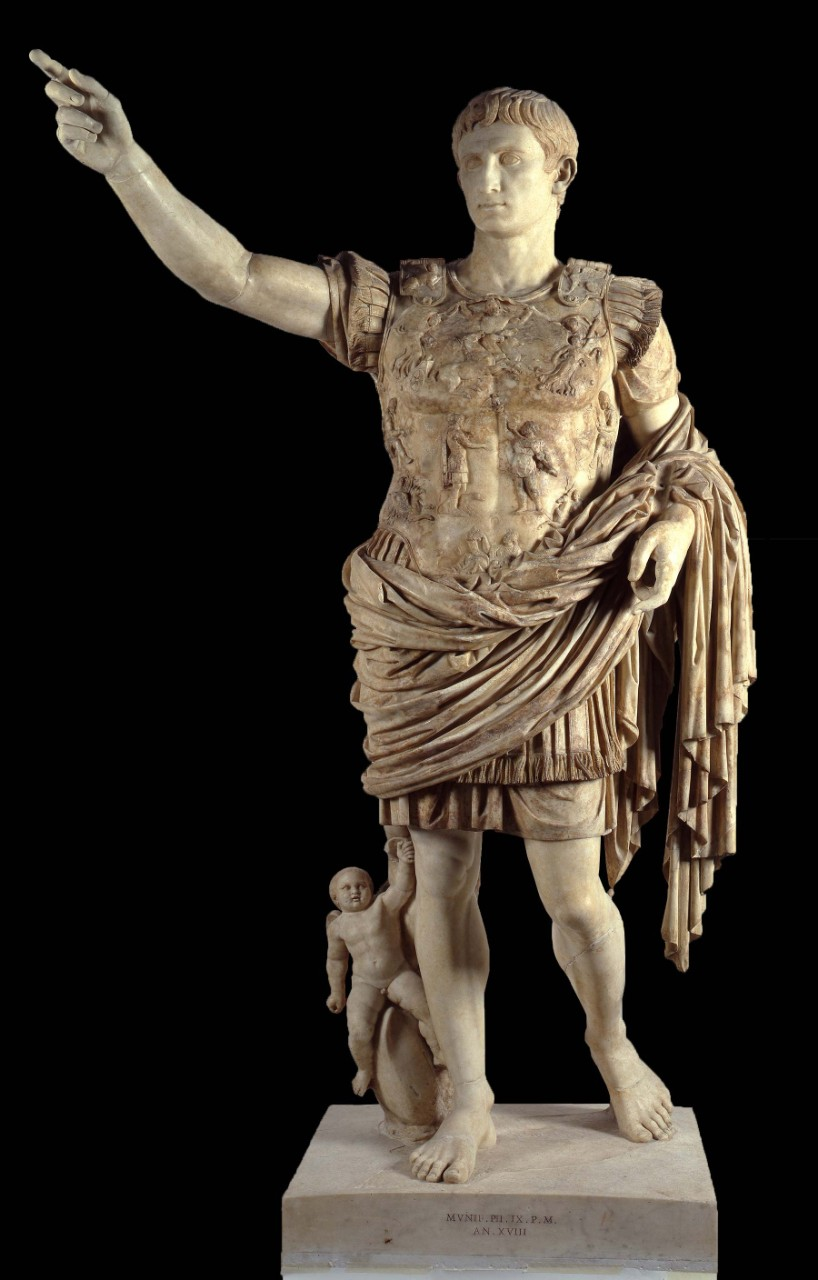 MVNIF. PII. IX. P. M.
AN. XVIII